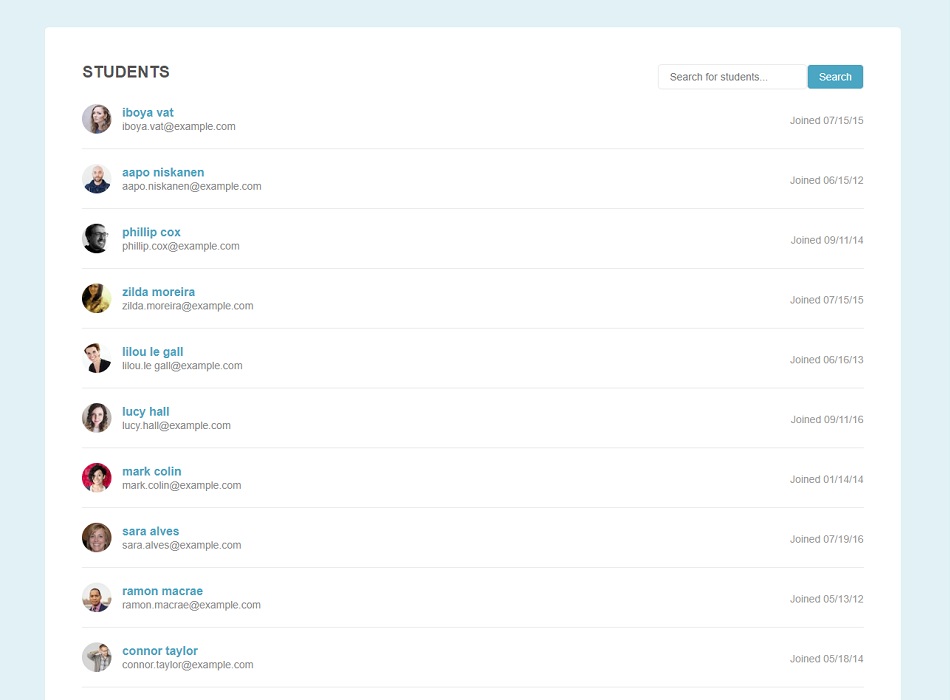 STUDENTS
Search for students...
Search
iboya vat
iboya.vat@example.com
Joined 07/15/15
aapo niskanen
aapo.niskanen@example.com
Joined 06/15/12
phillip cox
phillip.cox@example.com
Joined 09/11/14
zilda moreira
zilda.moreira@example.com
Joined 07/15/15
lilou le gall
lilou.le gall@example.com
Joined 06/16/13
lucy hall
lucy.hall@example.com
Joined 09/11/16
mark colin
mark.colin@example.com
Joined 01/14/14
sara alves
sara.alves@example.com
Joined 07/19/16
ramon macrae
ramon.macrae@example.com
Joined 05/13/12
connor taylor
connor.taylor@example.com
Joined 05/18/14